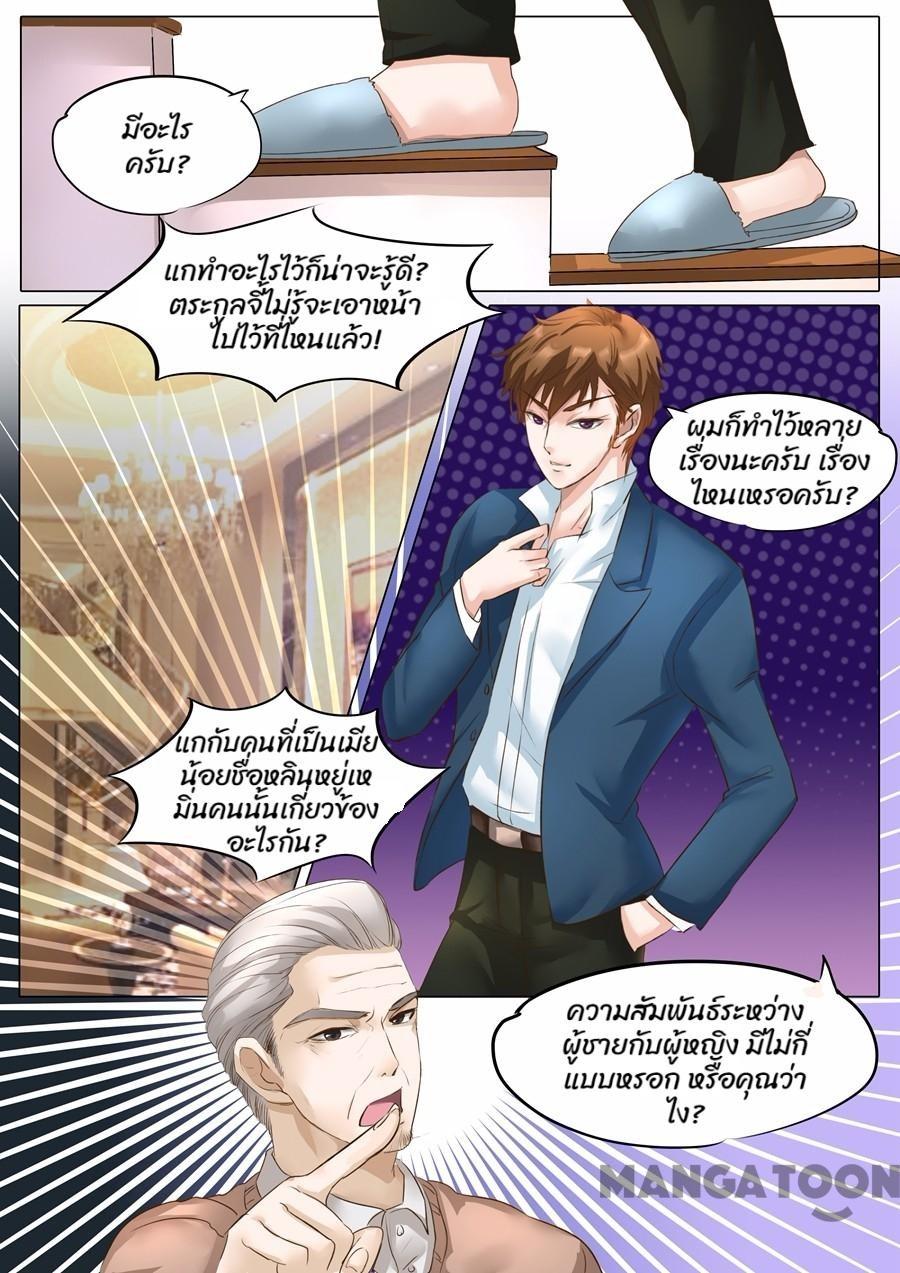 มีอะไร
ครับ?
แกทำอะไรไว้ก็น่าจะรู้ดี?
ตระกูลจี้ไม่รู้จะเอาหน้า
ไปไว้ที่ไหนแล้ว!
ผมก็ทำไว้หลาย
เรื่องนะครับ เรื่อง
ไหนเหรอครับ?
แกกับคนที่เป็นเมีย
น้อยชื่อหลินหยู่เห
มิ่นคนนั้นเกี่ยวข้อง
อะไรกัน?
ความสัมพันธ์ระหว่าง
ผู้ชายกับผู้หญิง มีไม่กี่
แบบหรอก หรือคุณว่า
ไง?
MANGATOON